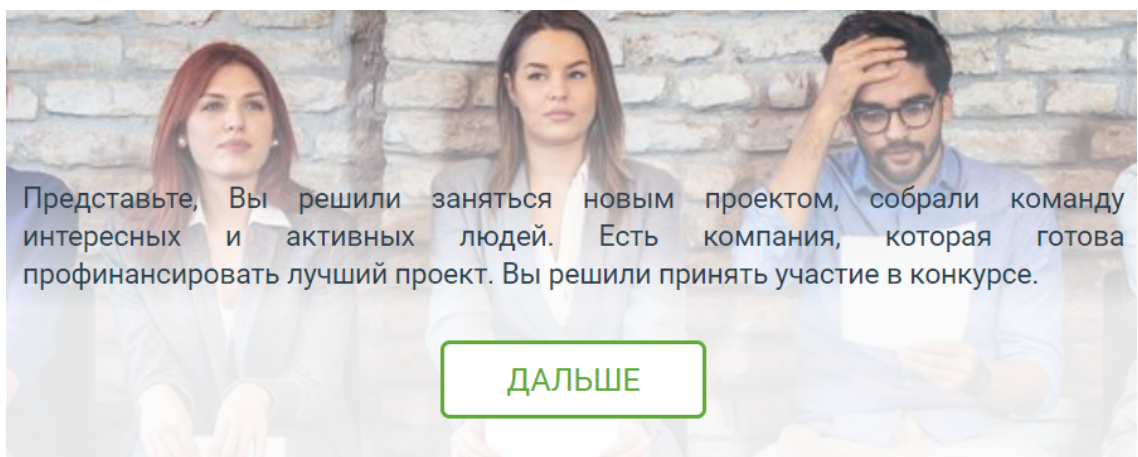 Представьте, Вы решили заняться новым проектом, собрали команду
интересных и активных людей. Есть компания, которая готова
профинансировать лучший проект. Вы решили принять участие в конкурсе.
ДАЛЬШЕ